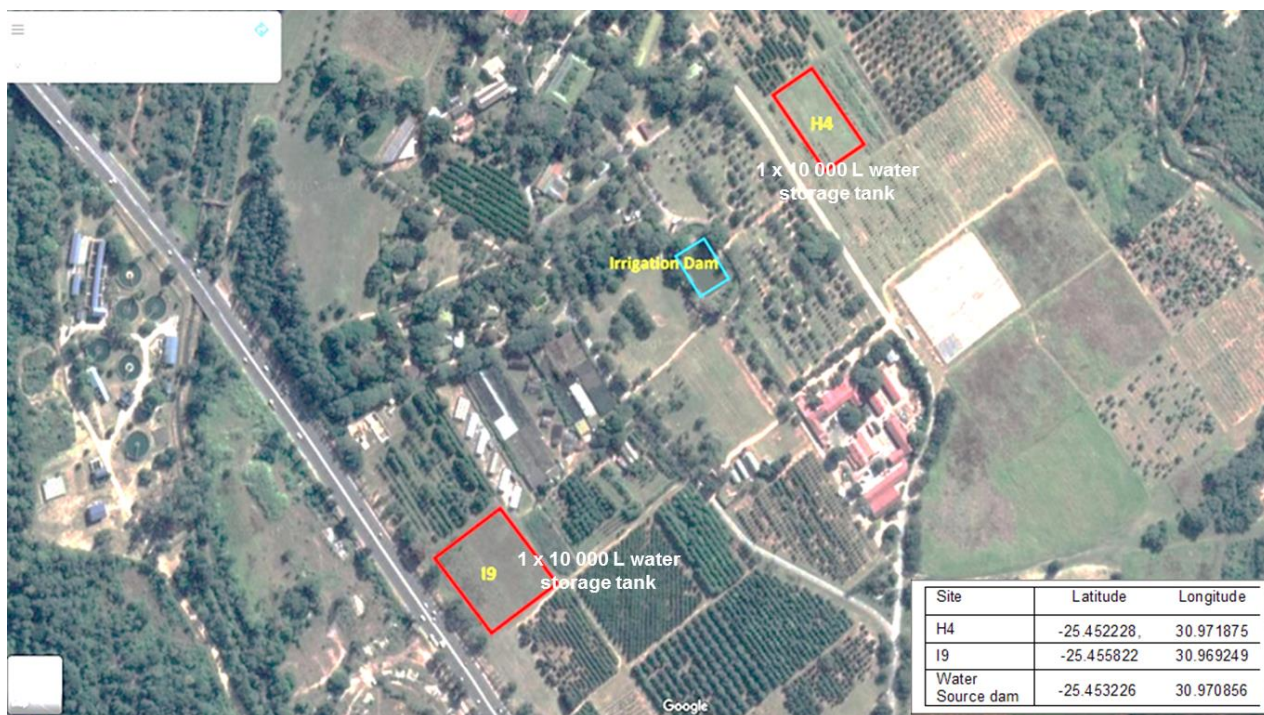 H4
1 x 10 000 L water
storage tank
Irrigation Dam
I9
1 x 10 000 L water
storage tank
Google
Site Latitude Longitude
H4 -25.452228, 30.971875
I9 -25.455822 30.969249
Water
Source dam -25.453226 30.970856